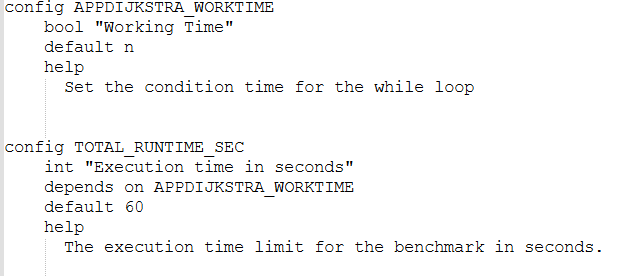 config APPDIJKSTRA_WORKTIME
    bool "Working Time"
    default n
    help
      Set the condition time for the while loop

config TOTAL_RUNTIME_SEC
    int "Execution time in seconds"
    depends on APPDIJKSTRA_WORKTIME
    default 60
    help
      The execution time limit for the benchmark in seconds.